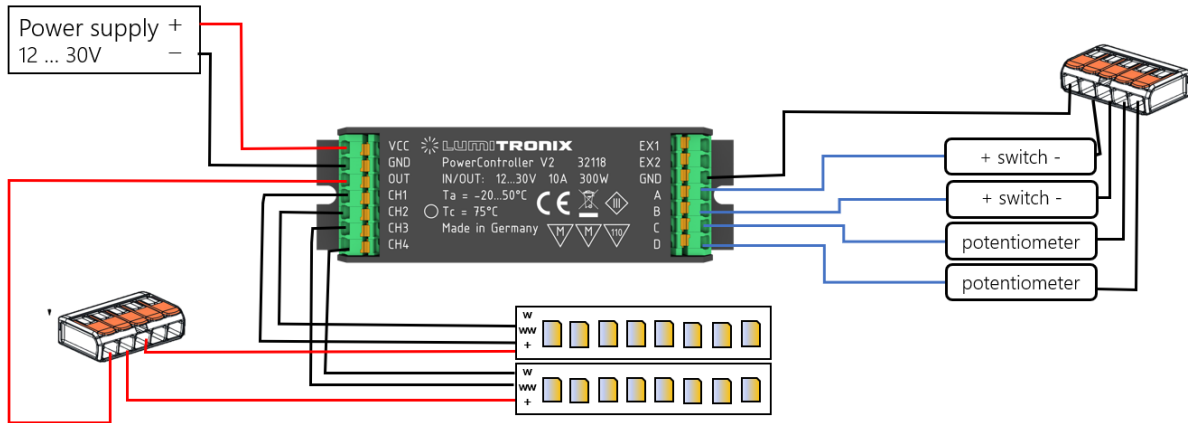 Power supply +
12 ... 30V −
LUMITRONIX
PowerController V2 32118
IN/OUT: 12...30V 10A 300W
Ta = -20...50°C
Tc = 75°C
Made in Germany
CE
III
M
M
110
VCC
GND
OUT
CH1
CH2
CH3
CH4
EX1
EX2
GND
A
B
C
D
+ switch -
+ switch -
potentiometer
potentiometer
W
WW
+
W
WW
+